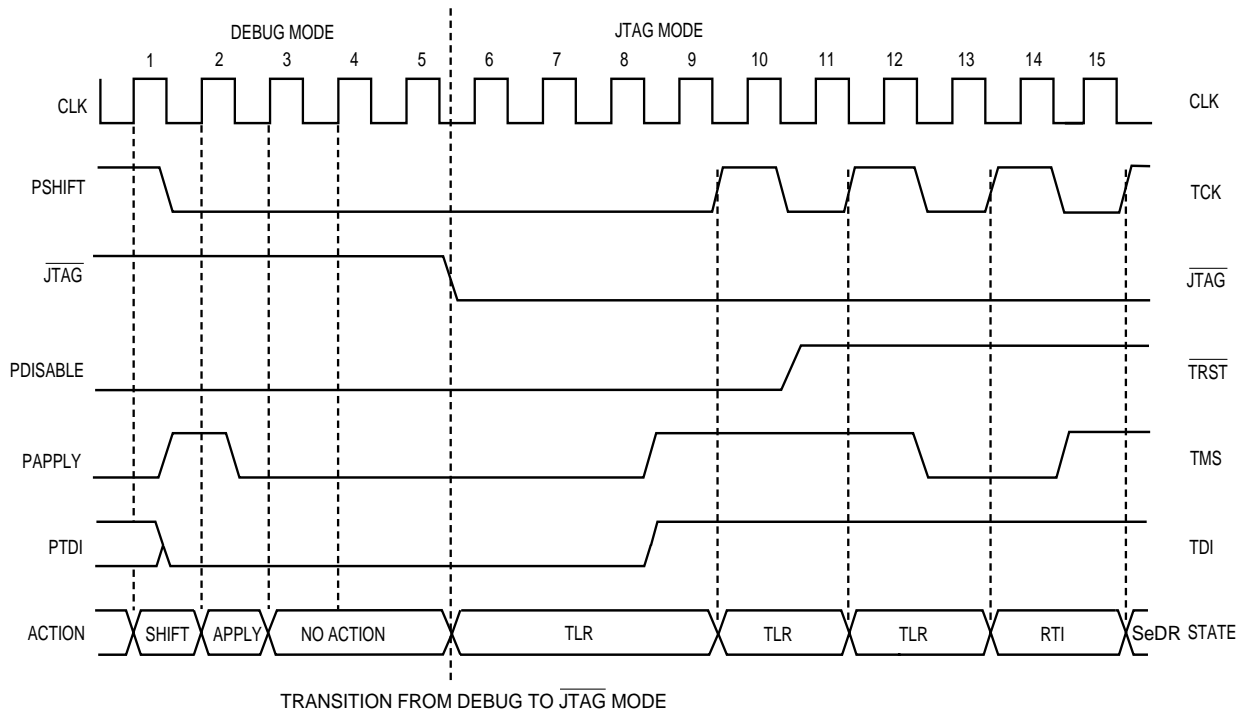 DEBUG MODE JTAG MODE
1 2 3 4 5 6 7 8 9 10 11 12 13 14 15
CLK CLK
PSHIFT TCK
JTAG JTAG
PDISABLE TRST
PAPPLY TMS
PTDI TDI
ACTION SHIFT APPLY NO ACTION TLR TLR TLR RTI SeDR STATE
TRANSITION FROM DEBUG TO JTAG MODE